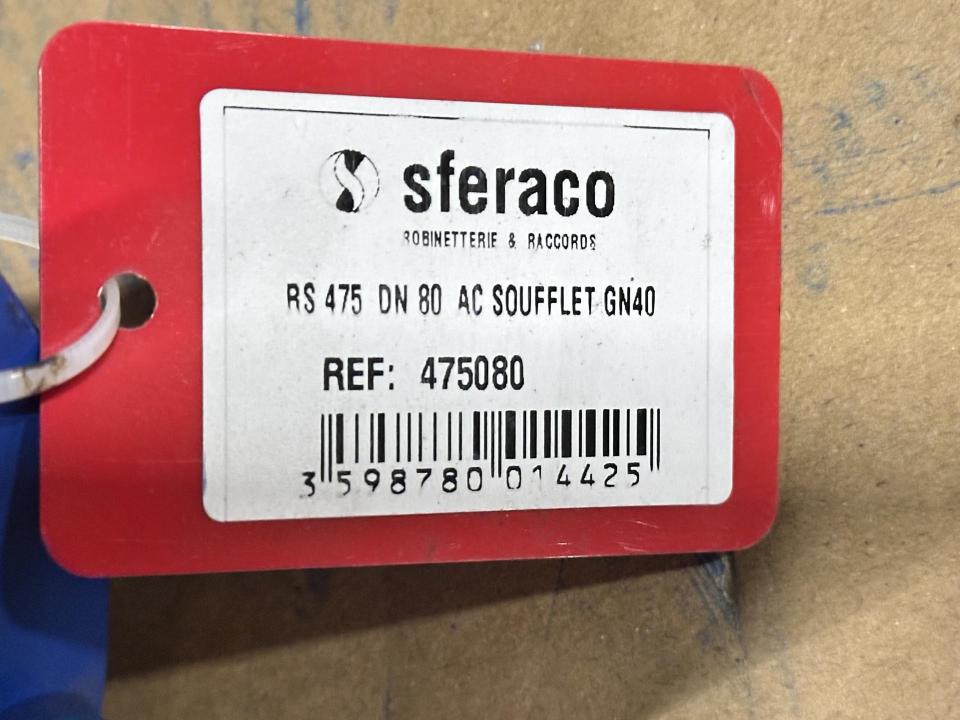 sferaco
ROBINETTERIE & RACCORDS
RS 475 DN 80 AC SOUFFLET GN40
REF: 475080
3 598780 014425